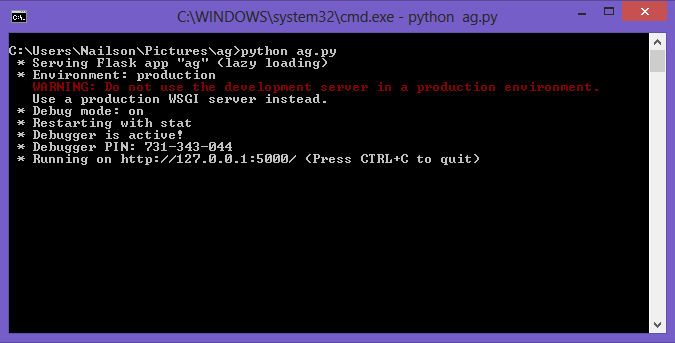 C:\WINDOWS\system32\cmd.exe - python ag.py
C:\Users\Nailson\Pictures\ag>python ag.py
* Serving Flask app "ag" (lazy loading)
* Environment: production
WARNING: Do not use the development server in a production environment.
Use a production WSGI server instead.
* Debug mode: on
* Restarting with stat
* Debugger is active!
* Debugger PIN: 731-343-044
* Running on http://127.0.0.1:5000/ (Press CTRL+C to quit)